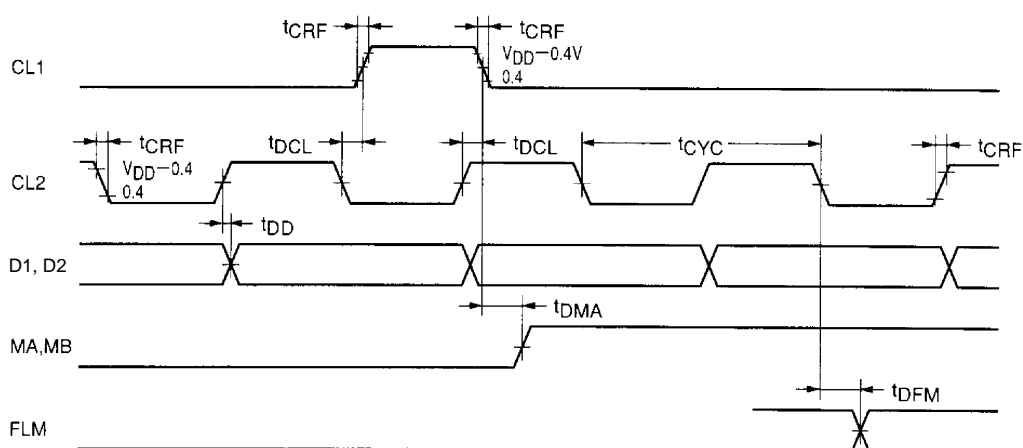 tCRF
tCRF
VDD−0.4V
0.4
CL1
tCRF
tDCL
tDCL
tCYC
tCRF
VDD−0.4
0.4
CL2
tDD
D1, D2
tDMA
MA,MB
tDFM
FLM